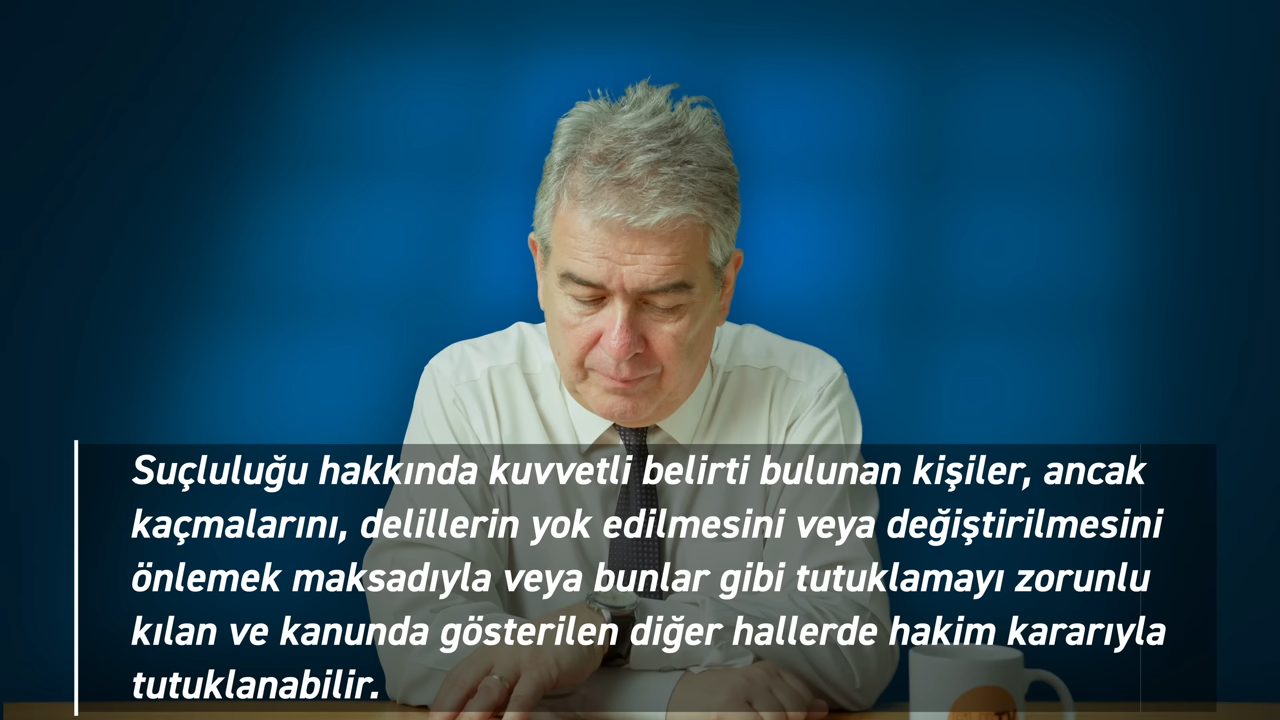 Suçluluğu hakkında kuvvetli belirti bulunan kişiler, ancak
kaçmalarını, delillerin yok edilmesini veya değiştirilmesini
önlemek maksadıyla veya bunlar gibi tutuklamayı zorunlu
kılan ve kanunda gösterilen diğer hallerde hakim kararıyla
tutuklanabilir.